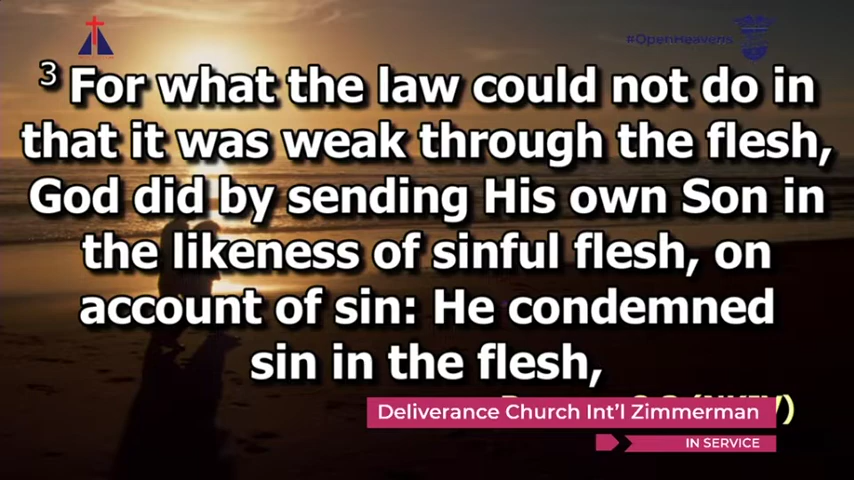 #OpenHeavens
3 For what the law could not do in
that it was weak through the flesh,
God did by sending His own Son in
the likeness of sinful flesh, on
account of sin: He condemned
sin in the flesh,
Deliverance Church Int'l Zimmerman
IN SERVICE